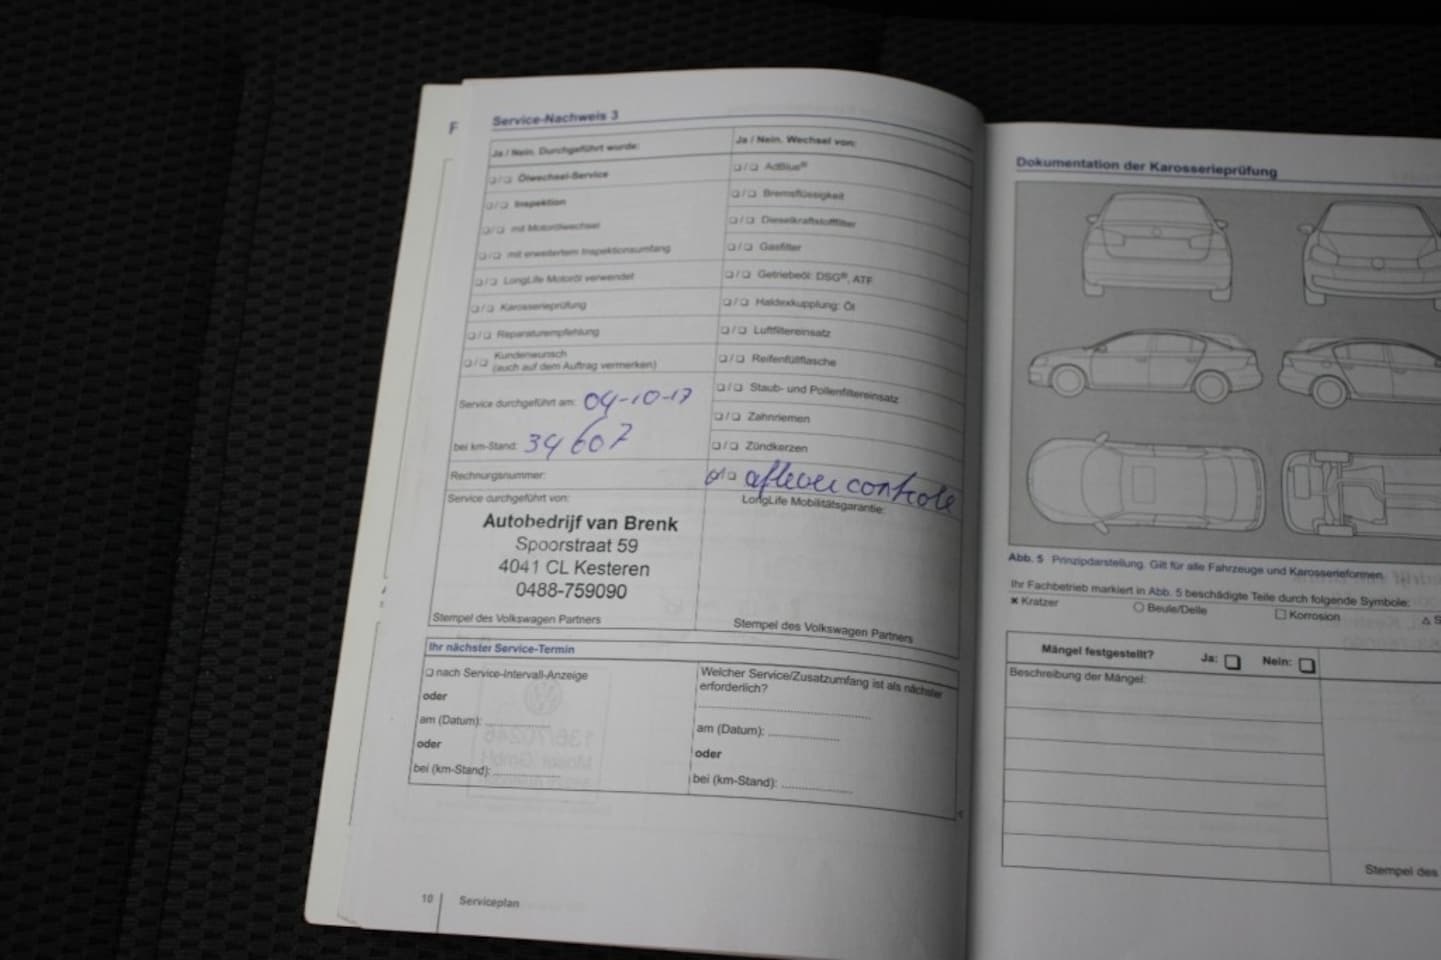 F
Service-Nachweis 3
Ja / Nein. Durchgeführt wurde:
❏ / ❏ Ölwechsel-Service
❏ / ❏ Inspektion
❏ / ❏ mit Motorölwechsel
❏ / ❏ mit erweitertem Inspektionsumfang
❏ / ❏ LongLife Motoröl verwendet
❏ / ❏ Karosserieprüfung
❏ / ❏ Reparaturempfehlung
❏ / ❏ Kundenwunsch
(auch auf dem Auftrag vermerken)
Service durchgeführt am: 04-10-17
bei km-Stand: 34607
Rechnungsnummer:
Service durchgeführt von:
Autobedrijf van Brenk
Spoorstraat 59
4041 CL Kesteren
0488-759090
Stempel des Volkswagen Partners
Ja / Nein. Wechsel von:
❏ / ❏ AdBlue®
❏ / ❏ Bremsflüssigkeit
❏ / ❏ Dieselkraftstofffilter
❏ / ❏ Gasfilter
❏ / ❏ Getriebeöl: DSG®, ATF
❏ / ❏ Haldexkupplung: Öl
❏ / ❏ Luftfiltereinsatz
❏ / ❏ Reifenfüllflasche
❏ / ❏ Staub- und Pollenfiltereinsatz
❏ / ❏ Zahnriemen
❏ / ❏ Zündkerzen
❏ / ❏ aflever controle
LongLife Mobilitätsgarantie:
Stempel des Volkswagen Partners
Ihr nächster Service-Termin
❏ nach Service-Intervall-Anzeige
oder
am (Datum):
oder
bei (km-Stand):
Welcher Service/Zusatzumfang ist als nächster
erforderlich?
am (Datum):
oder
bei (km-Stand):
10 Serviceplan
Dokumentation der Karosserieprüfung
Abb. 5 Prinzipdarstellung. Gilt für alle Fahrzeuge und Karosserieformen.
Ihr Fachbetrieb markiert in Abb. 5 beschädigte Teile durch folgende Symbole:
✖ Kratzer ○ Beule/Delle □ Korrosion △ S
Mängel festgestellt? Ja: ❏ Nein: ❏
Beschreibung der Mängel:
Stempel des